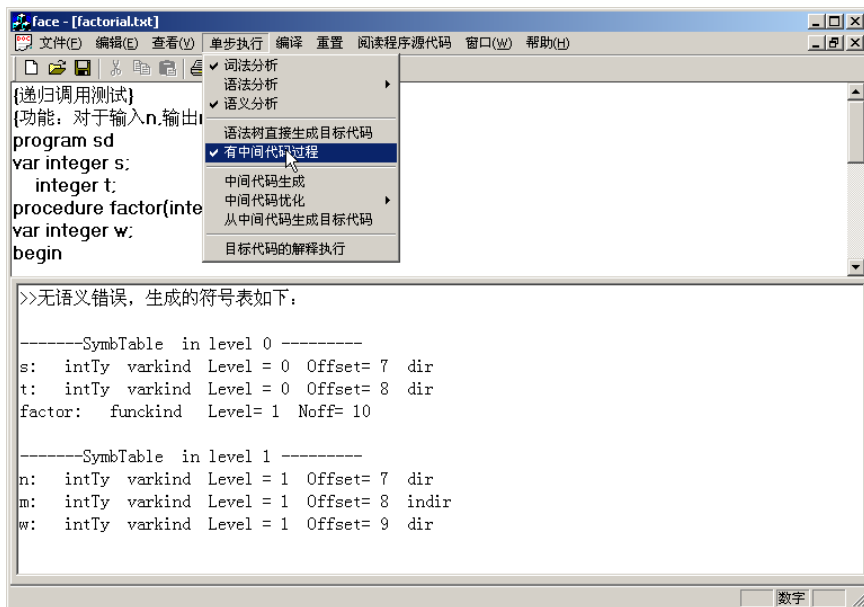 face - [factorial.txt]
文件(F) 编辑(E) 查看(V) 单步执行 编译 重置 阅读程序源代码 窗口(W) 帮助(H)
词法分析
语法分析
语义分析
语法树直接生成目标代码
有中间代码过程
中间代码生成
中间代码优化
从中间代码生成目标代码
目标代码的解释执行
{递归调用测试}
{功能：对于输入n,输出
program sd
var integer s;
integer t;
procedure factor(inte
var integer w;
begin
>>无语义错误，生成的符号表如下：
-------SymbTable in level 0 ---------
s: intTy varkind Level = 0 Offset= 7 dir
t: intTy varkind Level = 0 Offset= 8 dir
factor: funckind Level= 1 Noff= 10
-------SymbTable in level 1 ---------
n: intTy varkind Level = 1 Offset= 7 dir
m: intTy varkind Level = 1 Offset= 8 indir
w: intTy varkind Level = 1 Offset= 9 dir
数字